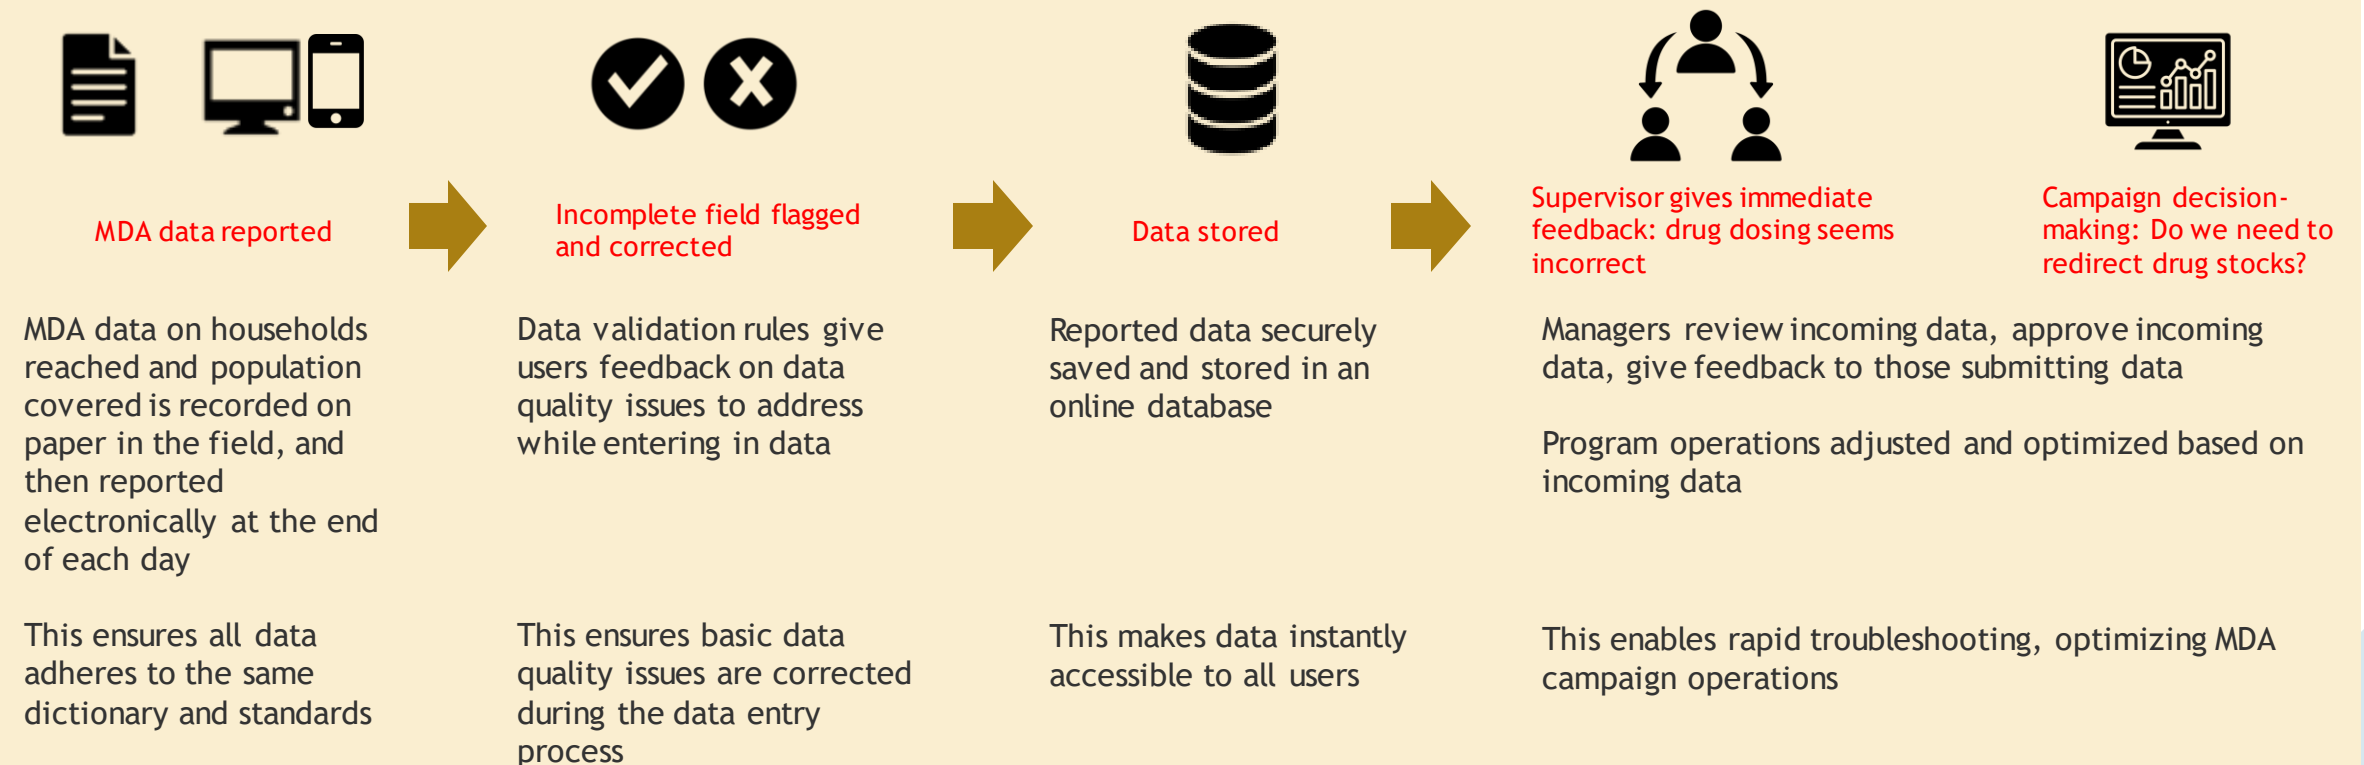 MDA data reported
Incomplete field flagged
and corrected
Data stored
Supervisor gives immediate
feedback: drug dosing seems
incorrect
Campaign decision-
making: Do we need to
redirect drug stocks?
MDA data on households
reached and population
covered is recorded on
paper in the field, and
then reported
electronically at the end
of each day
Data validation rules give
users feedback on data
quality issues to address
while entering in data
Reported data securely
saved and stored in an
online database
Managers review incoming data, approve incoming
data, give feedback to those submitting data
Program operations adjusted and optimized based on
incoming data
This ensures all data
adheres to the same
dictionary and standards
This ensures basic data
quality issues are corrected
during the data entry
process
This makes data instantly
accessible to all users
This enables rapid troubleshooting, optimizing MDA
campaign operations